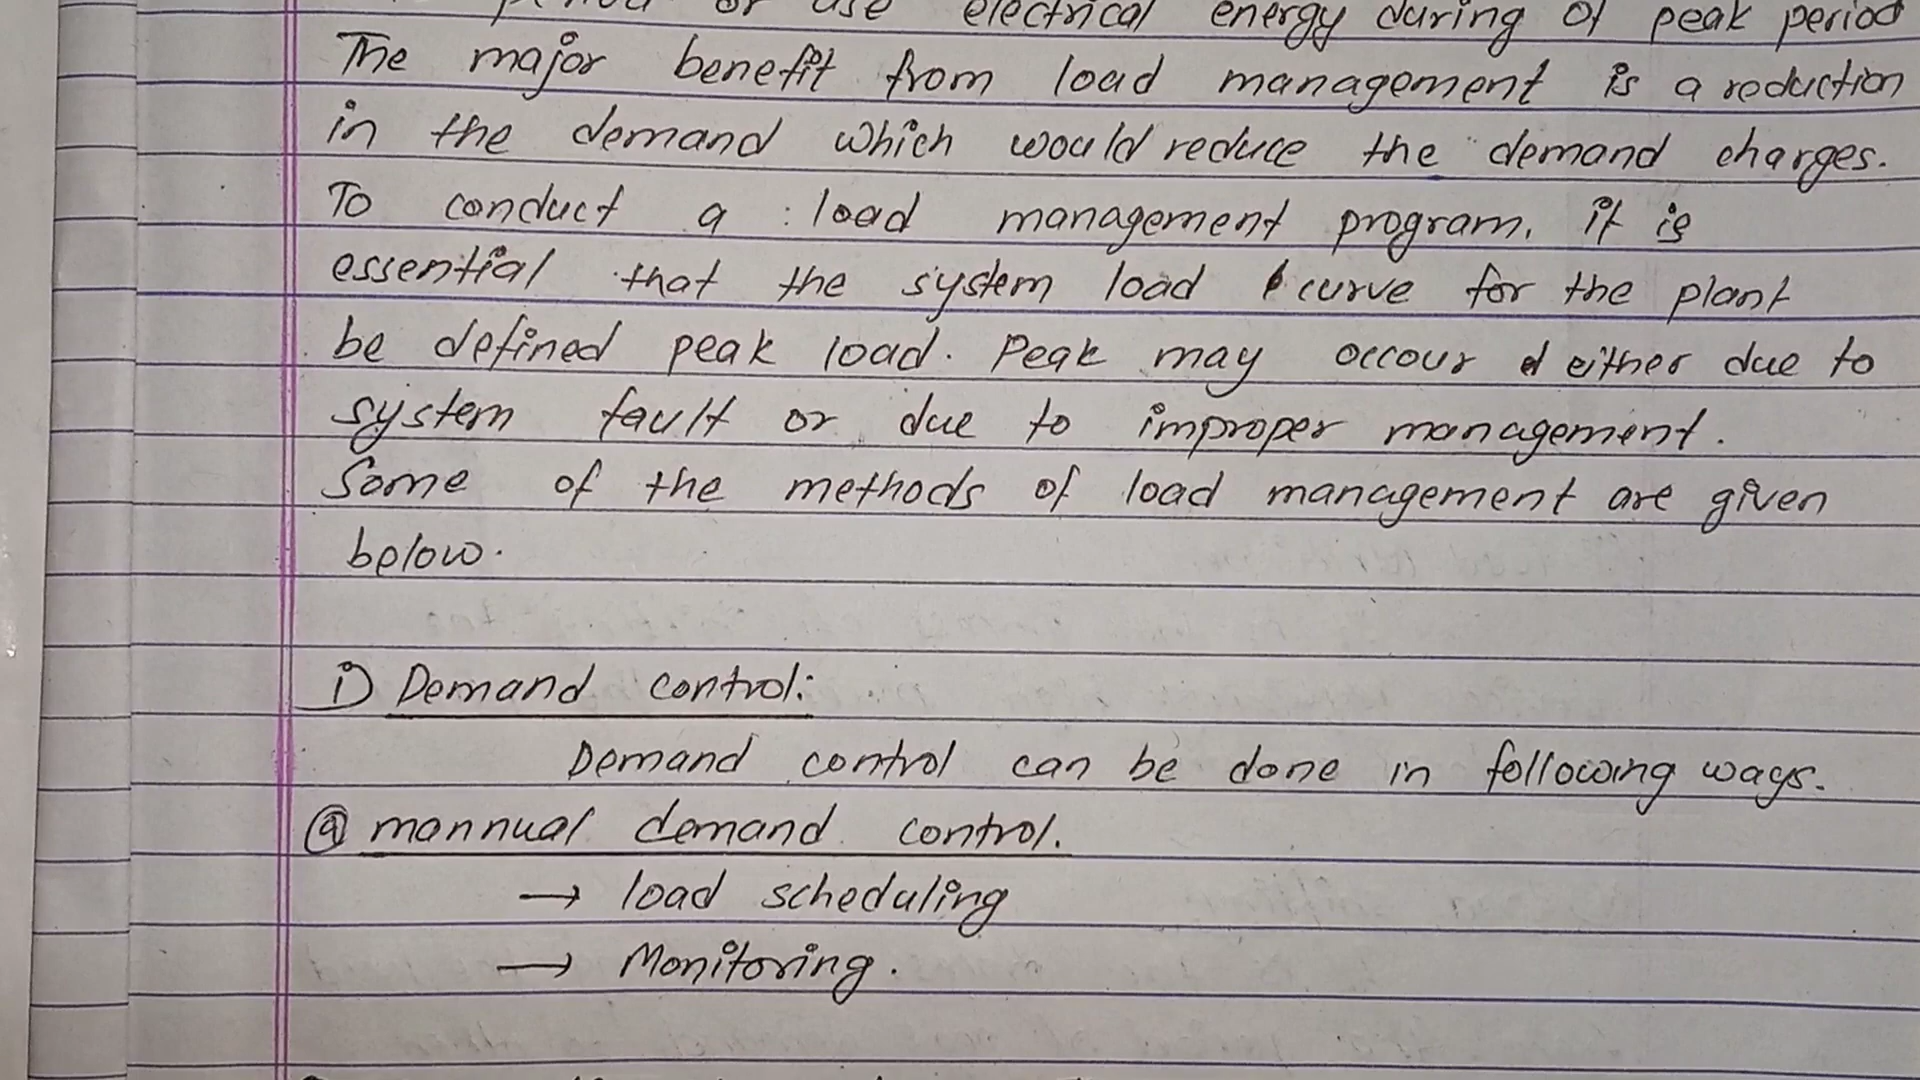 period or use electrical energy during of peak period
The major benefit from load management is a reduction
in the demand which would reduce the demand charges.
To conduct a load management program, it is
essential that the system load curve for the plant
be defined peak load. Peak may occour either due to
system fault or due to improper management.
Some of the methods of load management are given
below.
i) Demand control:
Demand control can be done in following ways.
(a) mannual demand control.
→ load scheduling
→ Monitoring.